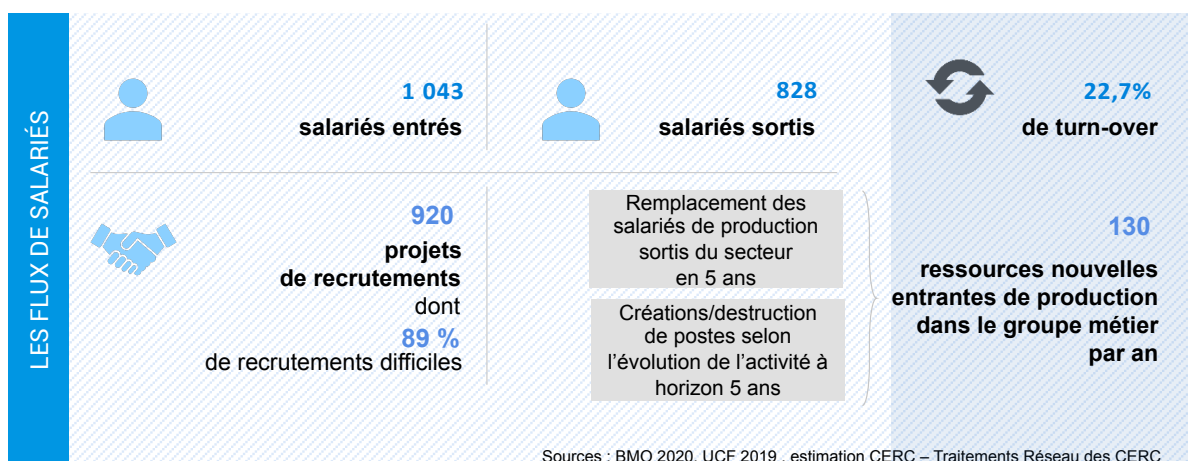 LES FLUX DE SALARIÉS
1 043
salariés entrés
828
salariés sortis
22,7%
de turn-over
920
projets
de recrutements
dont
89 %
de recrutements difficiles
Remplacement des
salariés de production
sortis du secteur
en 5 ans
Créations/destruction
de postes selon
l’évolution de l’activité à
horizon 5 ans
130
ressources nouvelles
entrantes de production
dans le groupe métier
par an
Sources : BMO 2020, UCF 2019 , estimation CERC – Traitements Réseau des CERC